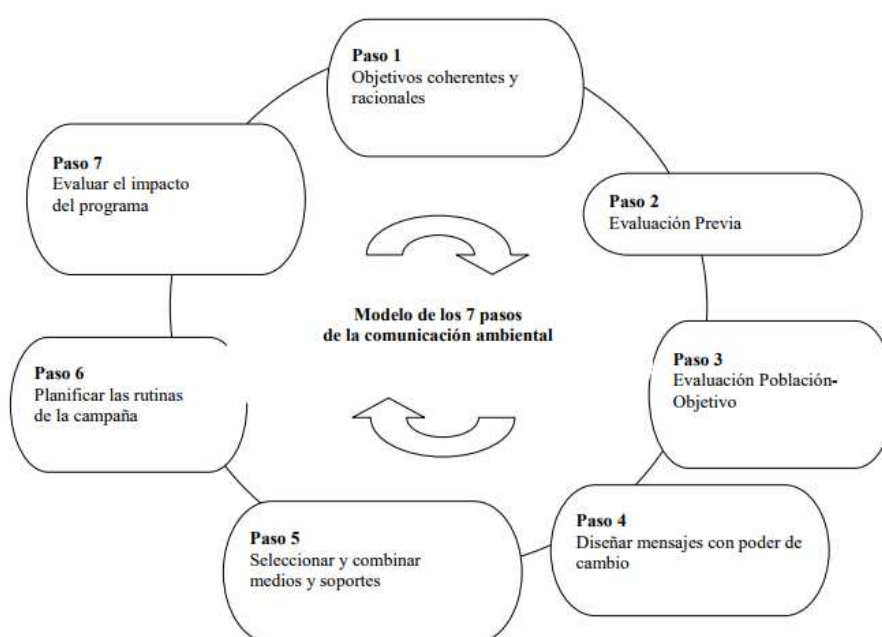 Paso 1
Objetivos coherentes y
racionales
Paso 2
Evaluación Previa
Paso 3
Evaluación Población-
Objetivo
Paso 4
Diseñar mensajes con poder de
cambio
Paso 5
Seleccionar y combinar
medios y soportes
Paso 6
Planificar las rutinas
de la campaña
Paso 7
Evaluar el impacto
del programa
Modelo de los 7 pasos
de la comunicación ambiental